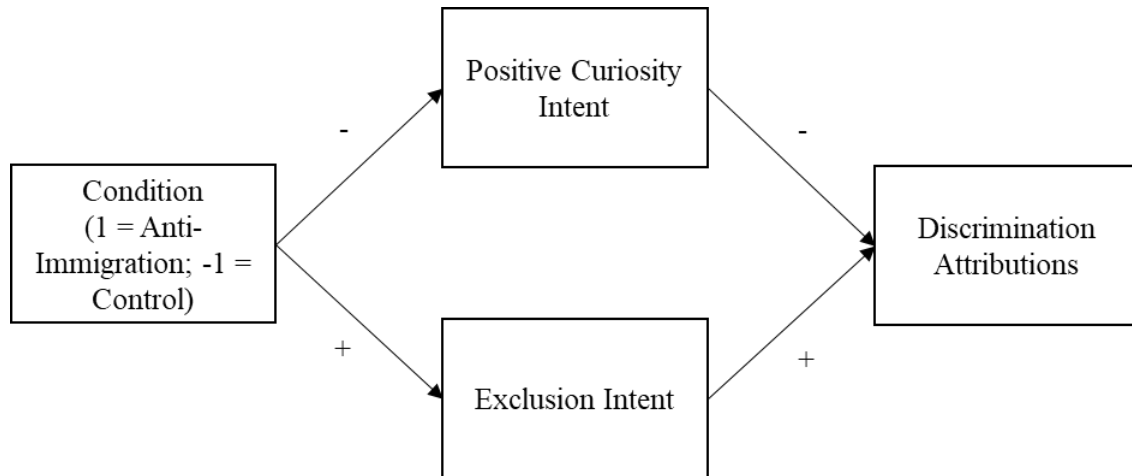 Positive Curiosity
Intent
-
-
Condition
(1 = Anti-
Immigration; -1 =
Control)
Discrimination
Attributions
+
+
Exclusion Intent